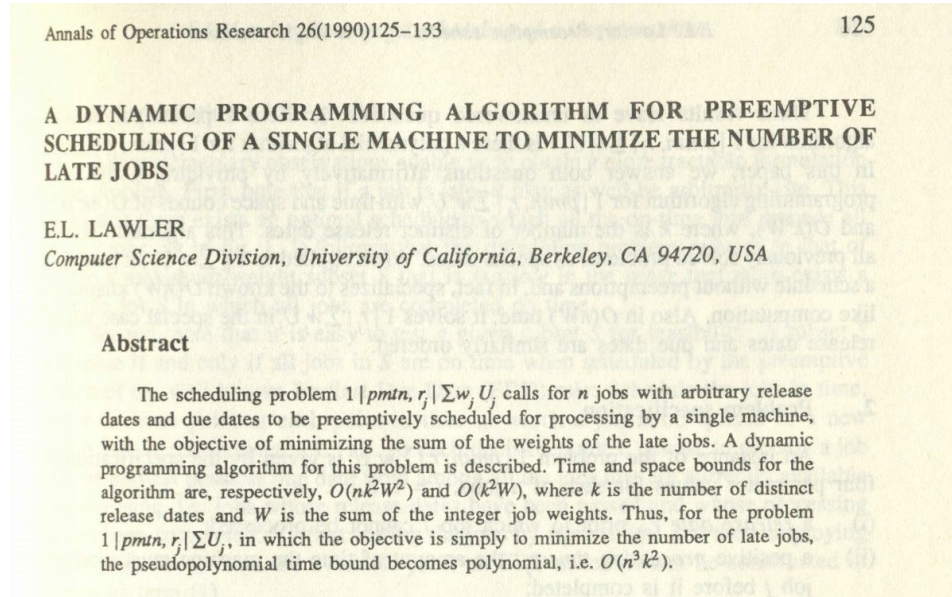 Annals of Operations Research 26(1990)125–133
125
A DYNAMIC PROGRAMMING ALGORITHM FOR PREEMPTIVE
SCHEDULING OF A SINGLE MACHINE TO MINIMIZE THE NUMBER OF
LATE JOBS
E.L. LAWLER
Computer Science Division, University of California, Berkeley, CA 94720, USA
Abstract
The scheduling problem 1 |pmtn, r_j| ∑w_j U_j calls for n jobs with arbitrary release
dates and due dates to be preemptively scheduled for processing by a single machine,
with the objective of minimizing the sum of the weights of the late jobs. A dynamic
programming algorithm for this problem is described. Time and space bounds for the
algorithm are, respectively, O(nk²W²) and O(k²W), where k is the number of distinct
release dates and W is the sum of the integer job weights. Thus, for the problem
1 |pmtn, r_j| ∑U_j, in which the objective is simply to minimize the number of late jobs,
the pseudopolynomial time bound becomes polynomial, i.e. O(n³k²).